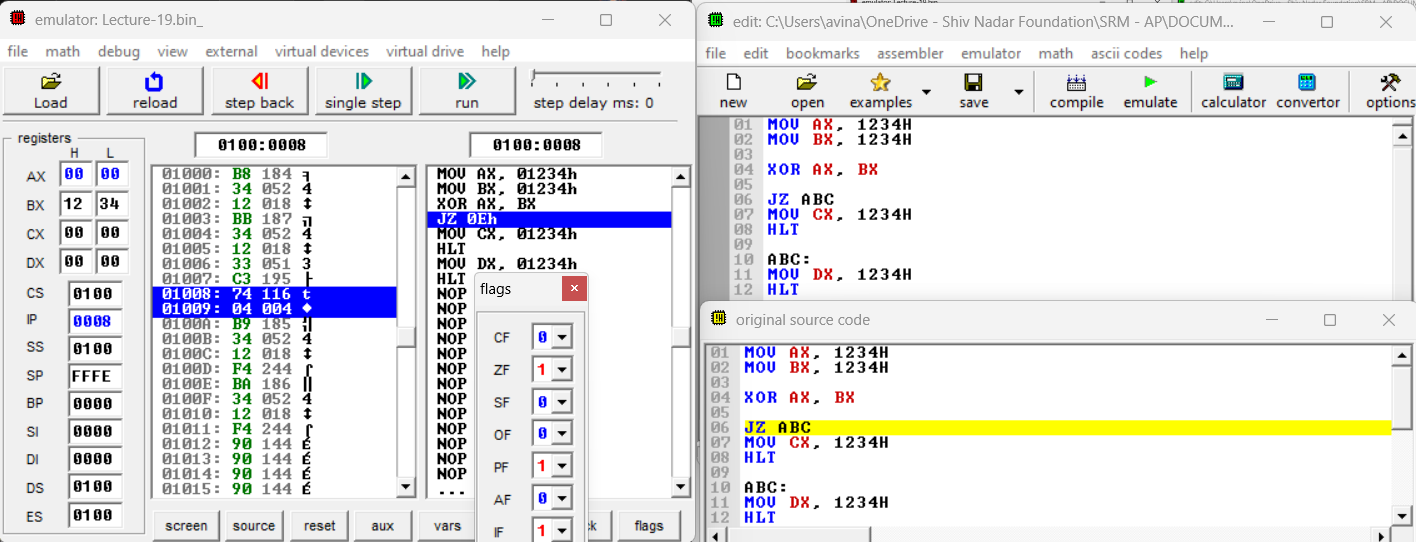 emulator: Lecture-19.bin_
file math debug view external virtual devices virtual drive help
Load reload step back single step run step delay ms: 0
registers
H L
AX 00 00
BX 12 34
CX 00 00
DX 00 00
CS 0100
IP 0008
SS 0100
SP FFFE
BP 0000
SI 0000
DI 0000
DS 0100
ES 0100
0100:0008
01000: B8 184 ╕
01001: 34 052 4
01002: 12 018 ↕
01003: BB 187 ╗
01004: 34 052 4
01005: 12 018 ↕
01006: 33 051 3
01007: C3 195 ├
01008: 74 116 t
01009: 04 004 ♦
0100A: B9 185 ╣
0100B: 34 052 4
0100C: 12 018 ↕
0100D: F4 244 ⌠
0100E: BA 186 ║
0100F: 34 052 4
01010: 12 018 ↕
01011: F4 244 ⌠
01012: 90 144 É
01013: 90 144 É
01014: 90 144 É
01015: 90 144 É
0100:0008
MOV AX, 01234h
MOV BX, 01234h
XOR AX, BX
JZ 0Eh
MOV CX, 01234h
HLT
MOV DX, 01234h
HLT
NOP
NOP
NOP
NOP
NOP
NOP
NOP
NOP
NOP
NOP
NOP
NOP
NOP
...
screen source reset aux vars ck flags
flags
CF 0
ZF 1
SF 0
OF 0
PF 1
AF 0
IF 1
edit: C:\Users\avina\OneDrive - Shiv Nadar Foundation\SRM - AP\DOCUM...
file edit bookmarks assembler emulator math ascii codes help
new open examples save compile emulate calculator convertor options
01 MOV AX, 1234H
02 MOV BX, 1234H
03
04 XOR AX, BX
05
06 JZ ABC
07 MOV CX, 1234H
08 HLT
09
10 ABC:
11 MOV DX, 1234H
12 HLT
original source code
01 MOV AX, 1234H
02 MOV BX, 1234H
03
04 XOR AX, BX
05
06 JZ ABC
07 MOV CX, 1234H
08 HLT
09
10 ABC:
11 MOV DX, 1234H
12 HLT